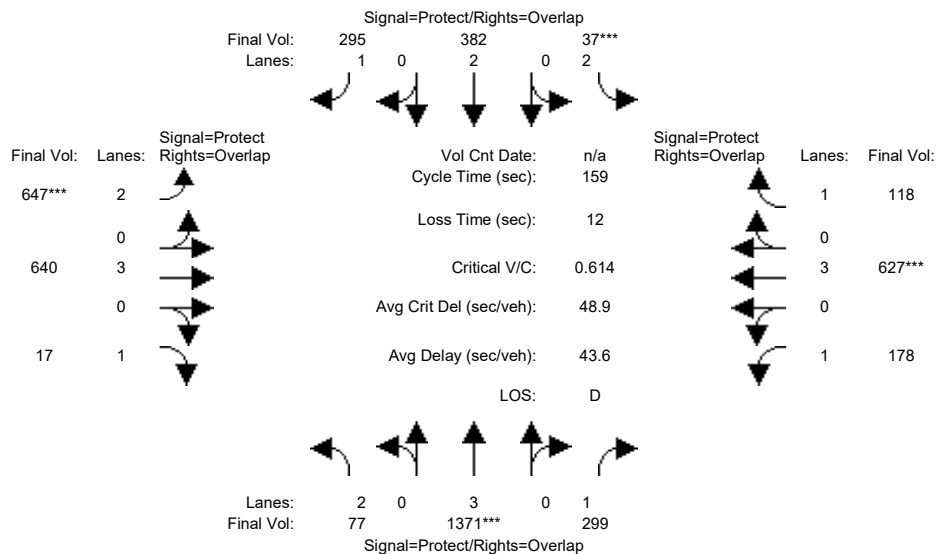 Signal=Protect/Rights=Overlap
Final Vol: 295 382 37***
Lanes: 1 0 2 0 2
Signal=Protect
Final Vol: Lanes: Rights=Overlap
Vol Cnt Date: n/a
Signal=Protect
Rights=Overlap Lanes: Final Vol:
Cycle Time (sec): 159
647*** 2
1 118
Loss Time (sec): 12
0
0
640 3 Critical V/C: 0.614 3 627***
0 Avg Crit Del (sec/veh): 48.9 0
17 1 Avg Delay (sec/veh): 43.6 1 178
LOS: D
Lanes: 2 0 3 0 1
Final Vol: 77 1371*** 299
Signal=Protect/Rights=Overlap